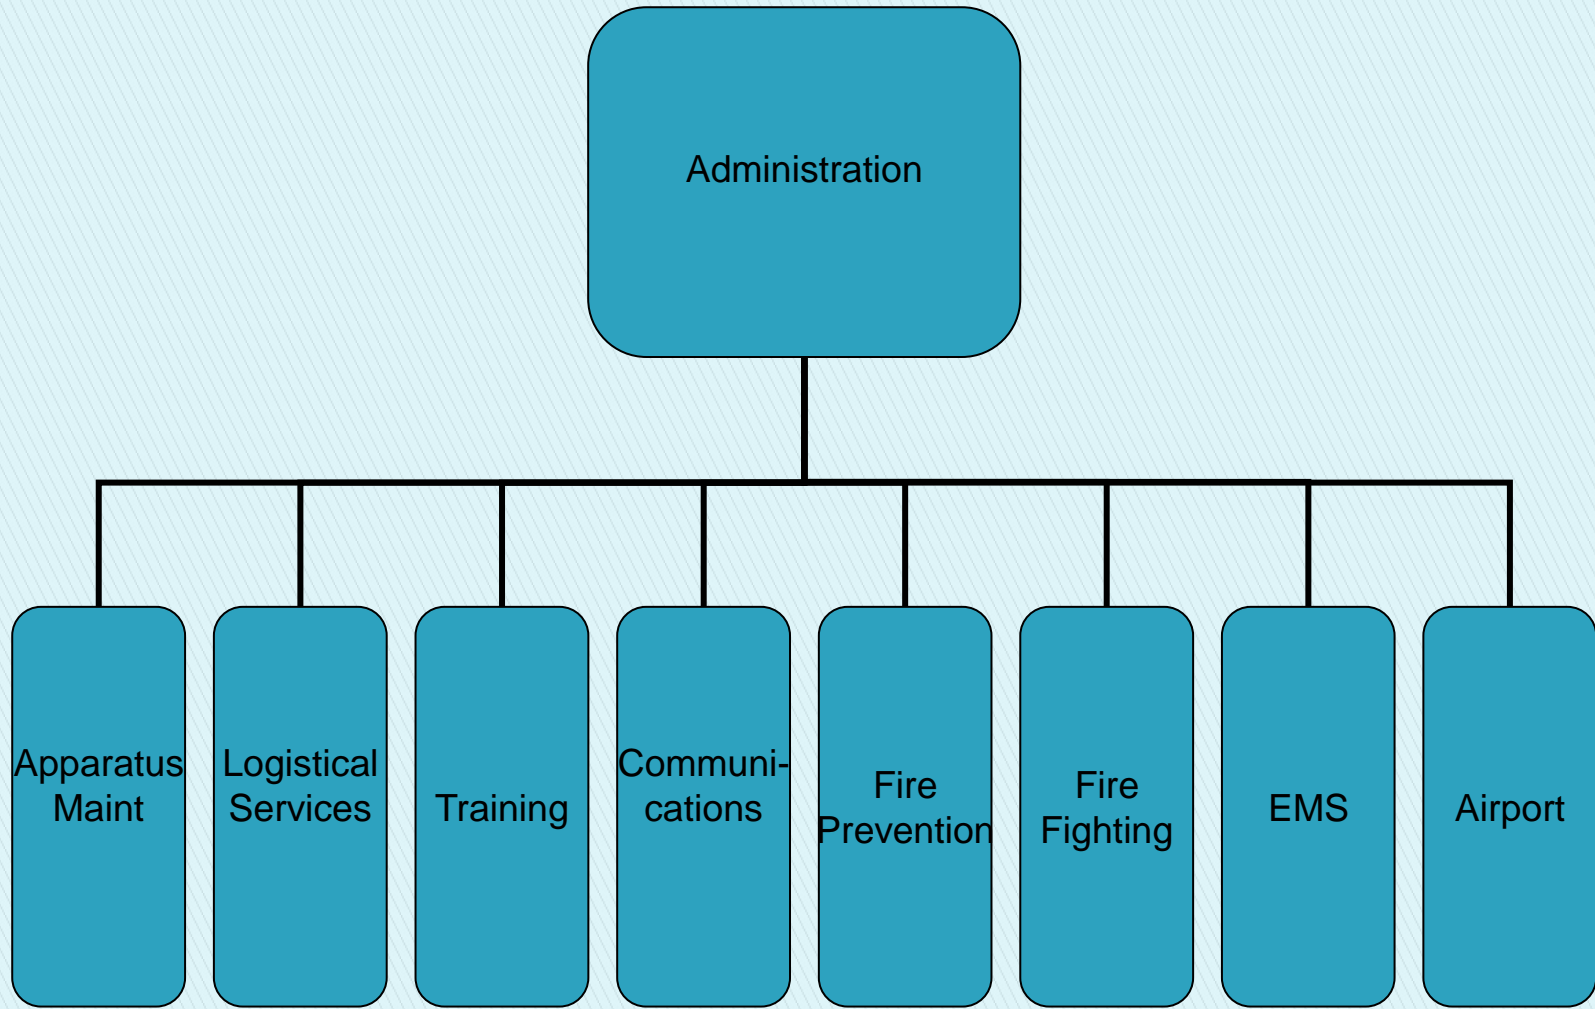 Administration
Apparatus
Maint
Logistical
Services
Training
Communi-
cations
Fire
Prevention
Fire
Fighting
EMS
Airport